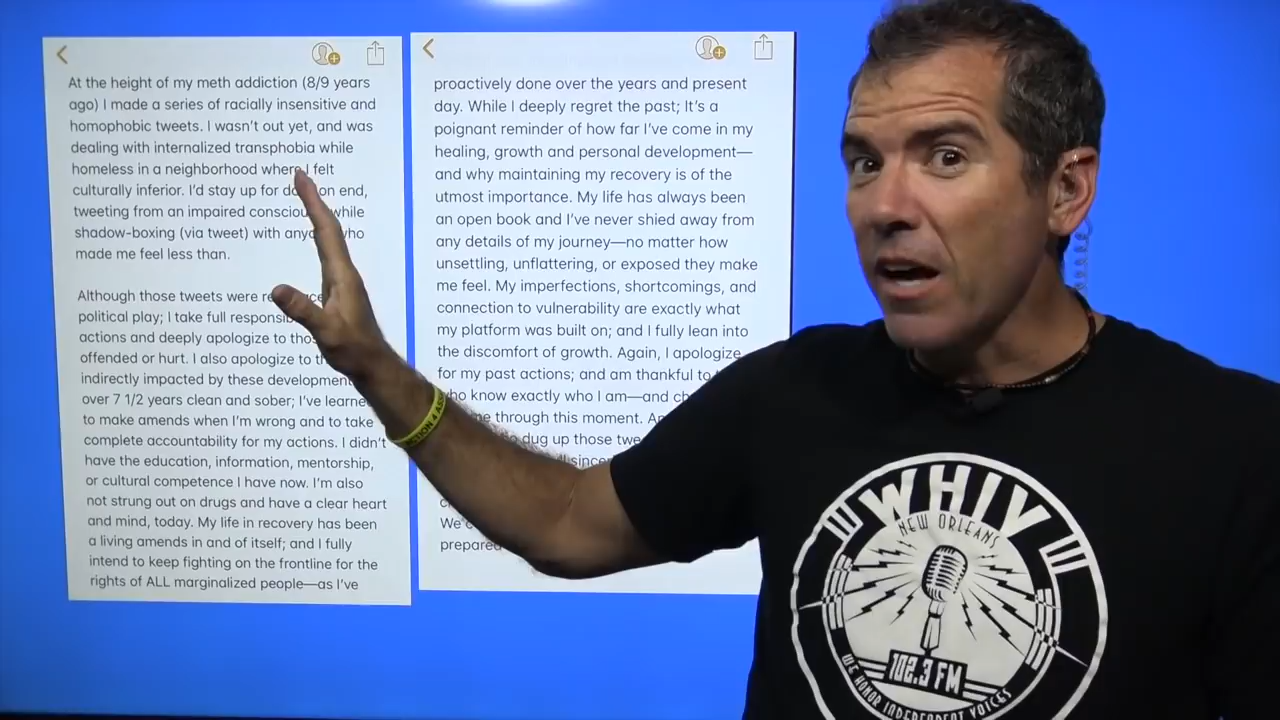 At the height of my meth addiction (8/9 years
ago) I made a series of racially insensitive and
homophobic tweets. I wasn't out yet, and was
dealing with internalized transphobia while
homeless in a neighborhood where I felt
culturally inferior. I'd stay up for on end,
tweeting from an impaired while
shadow-boxing (via tweet) with
made me feel less than.
Although those tweets were
political play; I take full
actions and deeply apologize to
offended or hurt. I also apologize to
indirectly impacted by these
over 7 1/2 years clean and sober; I've
to make amends when I'm wrong and to take
complete accountability for my actions. I didn't
have the education, information, mentorship,
or cultural competence I have now. I'm also
not strung out on drugs and have a clear heart
and mind, today. My life in recovery has been
a living amends in and of itself; and I fully
intend to keep fighting on the frontline for the
rights of ALL marginalized people—as I've
proactively done over the years and present
day. While I deeply regret the past; It's a
poignant reminder of how far I've come in my
healing, growth and personal development—
and why maintaining my recovery is of the
utmost importance. My life has always been
an open book and I've never shied away from
any details of my journey—no matter how
unsettling, unflattering, or exposed they make
me feel. My imperfections, shortcomings, and
connection to vulnerability are exactly what
my platform was built on; and I fully lean into
the discomfort of growth. Again, I apologize
for my past actions; and am thankful to
who know exactly who I am—and
me through this moment.
dug up those
prepared
WHIV
NEW ORLEANS
102.3 FM
WE HONOR INDEPENDENT VOICES